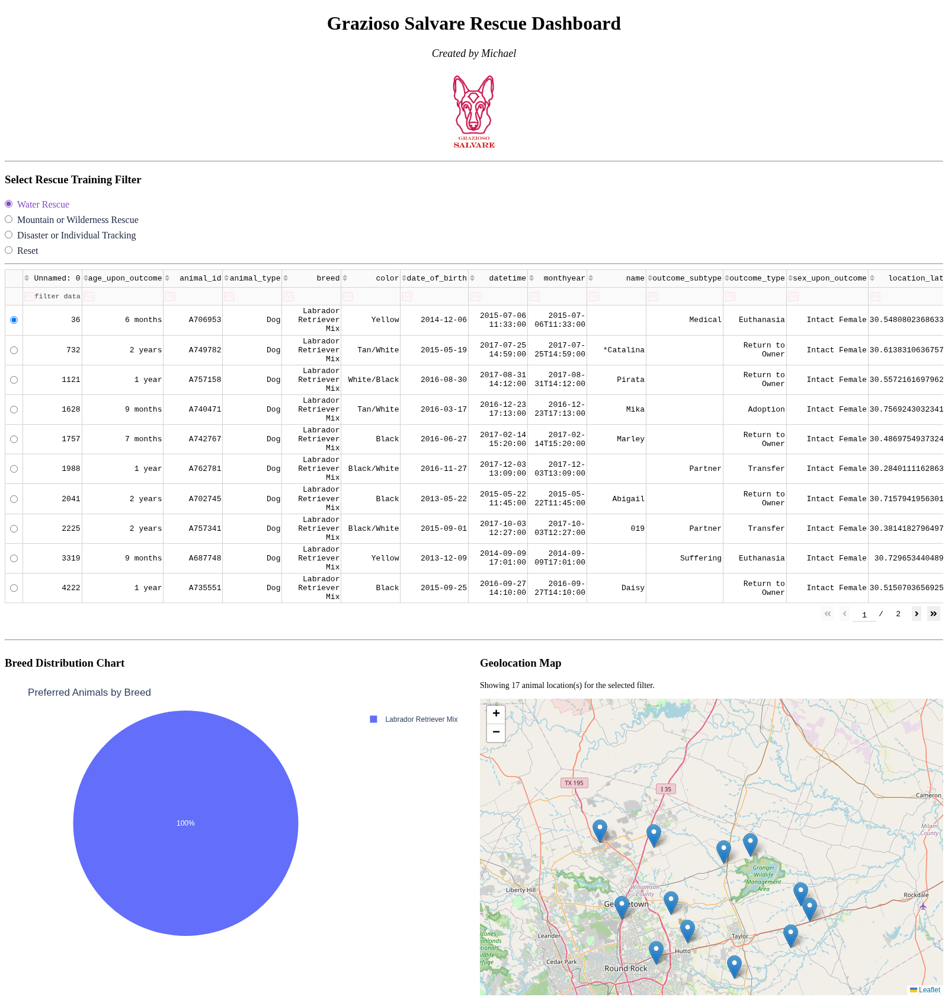 Grazioso Salvare Rescue Dashboard
Created by Michael
GRAZIOSO
SALVARE
Select Rescue Training Filter
Water Rescue
Mountain or Wilderness Rescue
Disaster or Individual Tracking
Reset
Unnamed: 0 age_upon_outcome animal_id animal_type breed color date_of_birth datetime monthyear name outcome_subtype outcome_type sex_upon_outcome location_lat
Aa filter data Aa Aa Aa Aa Aa Aa Aa Aa Aa Aa Aa Aa Aa
36 6 months A706953 Dog Labrador Retriever Mix Yellow 2014-12-06 2015-07-06 11:33:00 2015-07-06T11:33:00 Medical Euthanasia Intact Female 30.5480802368633
732 2 years A749782 Dog Labrador Retriever Mix Tan/White 2015-05-19 2017-07-25 14:59:00 2017-07-25T14:59:00 *Catalina Return to Owner Intact Female 30.6138310636757
1121 1 year A757158 Dog Labrador Retriever Mix White/Black 2016-08-30 2017-08-31 14:12:00 2017-08-31T14:12:00 Pirata Return to Owner Intact Female 30.5572161697962
1628 9 months A740471 Dog Labrador Retriever Mix Tan/White 2016-03-17 2016-12-23 17:13:00 2016-12-23T17:13:00 Mika Adoption Intact Female 30.7569243032341
1757 7 months A742767 Dog Labrador Retriever Mix Black 2016-06-27 2017-02-14 15:20:00 2017-02-14T15:20:00 Marley Return to Owner Intact Female 30.4869754937324
1988 1 year A762781 Dog Labrador Retriever Mix Black/White 2016-11-27 2017-12-03 13:09:00 2017-12-03T13:09:00 Partner Transfer Intact Female 30.2840111162863
2041 2 years A702745 Dog Labrador Retriever Mix Black 2013-05-22 2015-05-22 11:45:00 2015-05-22T11:45:00 Abigail Return to Owner Intact Female 30.7157941956301
2225 2 years A757341 Dog Labrador Retriever Mix Black/White 2015-09-01 2017-10-03 12:27:00 2017-10-03T12:27:00 019 Partner Transfer Intact Female 30.3814182796497
3319 9 months A687748 Dog Labrador Retriever Mix Yellow 2013-12-09 2014-09-09 17:01:00 2014-09-09T17:01:00 Suffering Euthanasia Intact Female 30.729653440489
4222 1 year A735551 Dog Labrador Retriever Mix Black 2015-09-25 2016-09-27 14:10:00 2016-09-27T14:10:00 Daisy Return to Owner Intact Female 30.5150703656925
1 / 2
Breed Distribution Chart
Preferred Animals by Breed
Labrador Retriever Mix
100%
Geolocation Map
Showing 17 animal location(s) for the selected filter.
+
−
TX 195
I 35
Cameron
Milam
County
Granger
Wildlife
Management
Area
Liberty Hill
Williamson
County
Rockdale
Leander
Taylor
Hutto
Cedar Park
Round Rock
Leaflet